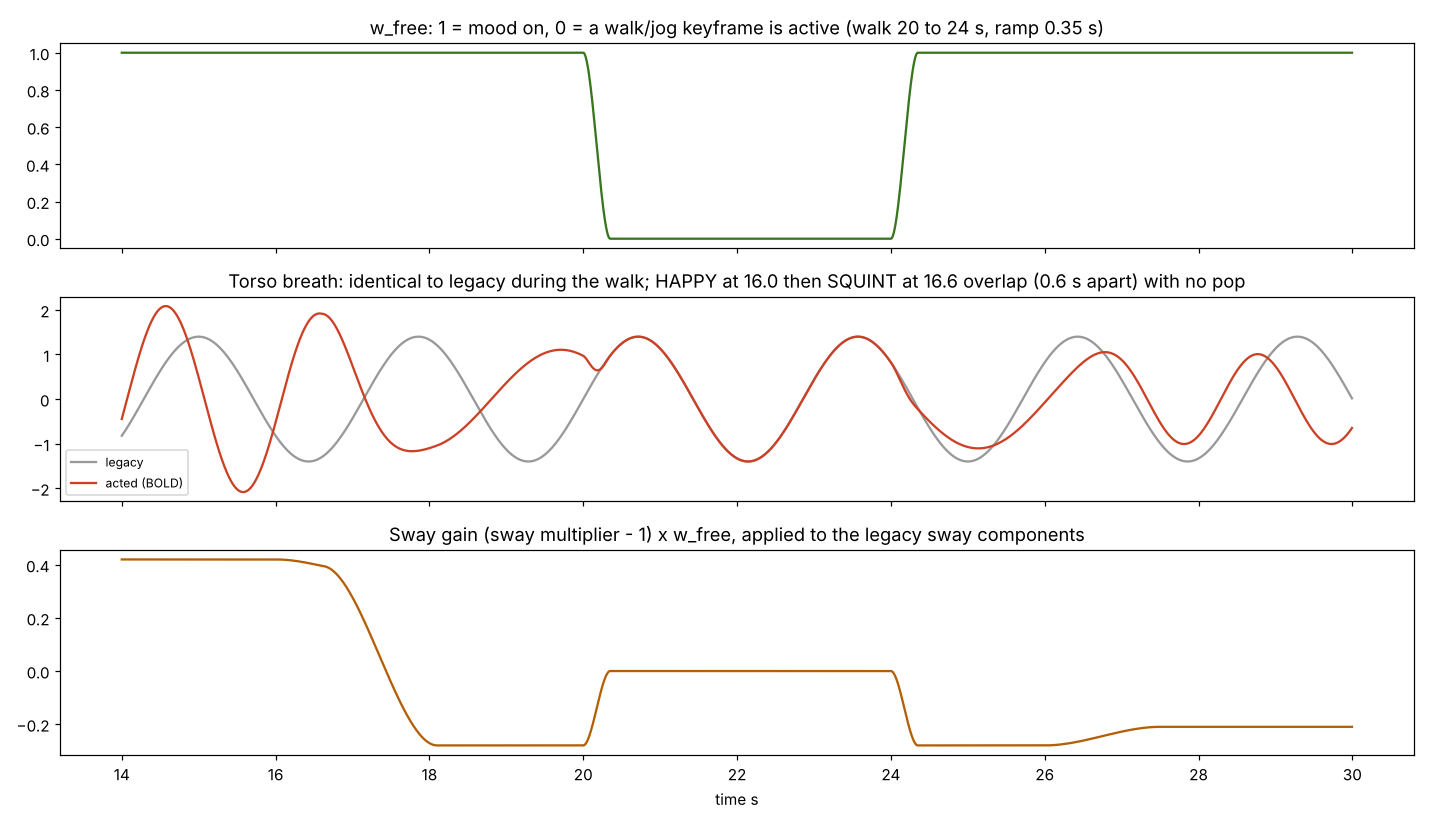 w_free: 1 = mood on, 0 = a walk/jog keyframe is active (walk 20 to 24 s, ramp 0.35 s)
1.0
0.8
0.6
0.4
0.2
0.0
Torso breath: identical to legacy during the walk; HAPPY at 16.0 then SQUINT at 16.6 overlap (0.6 s apart) with no pop
2
1
0
−1
−2
legacy
acted (BOLD)
Sway gain (sway multiplier - 1) x w_free, applied to the legacy sway components
0.4
0.2
0.0
−0.2
14 16 18 20 22 24 26 28 30
time s